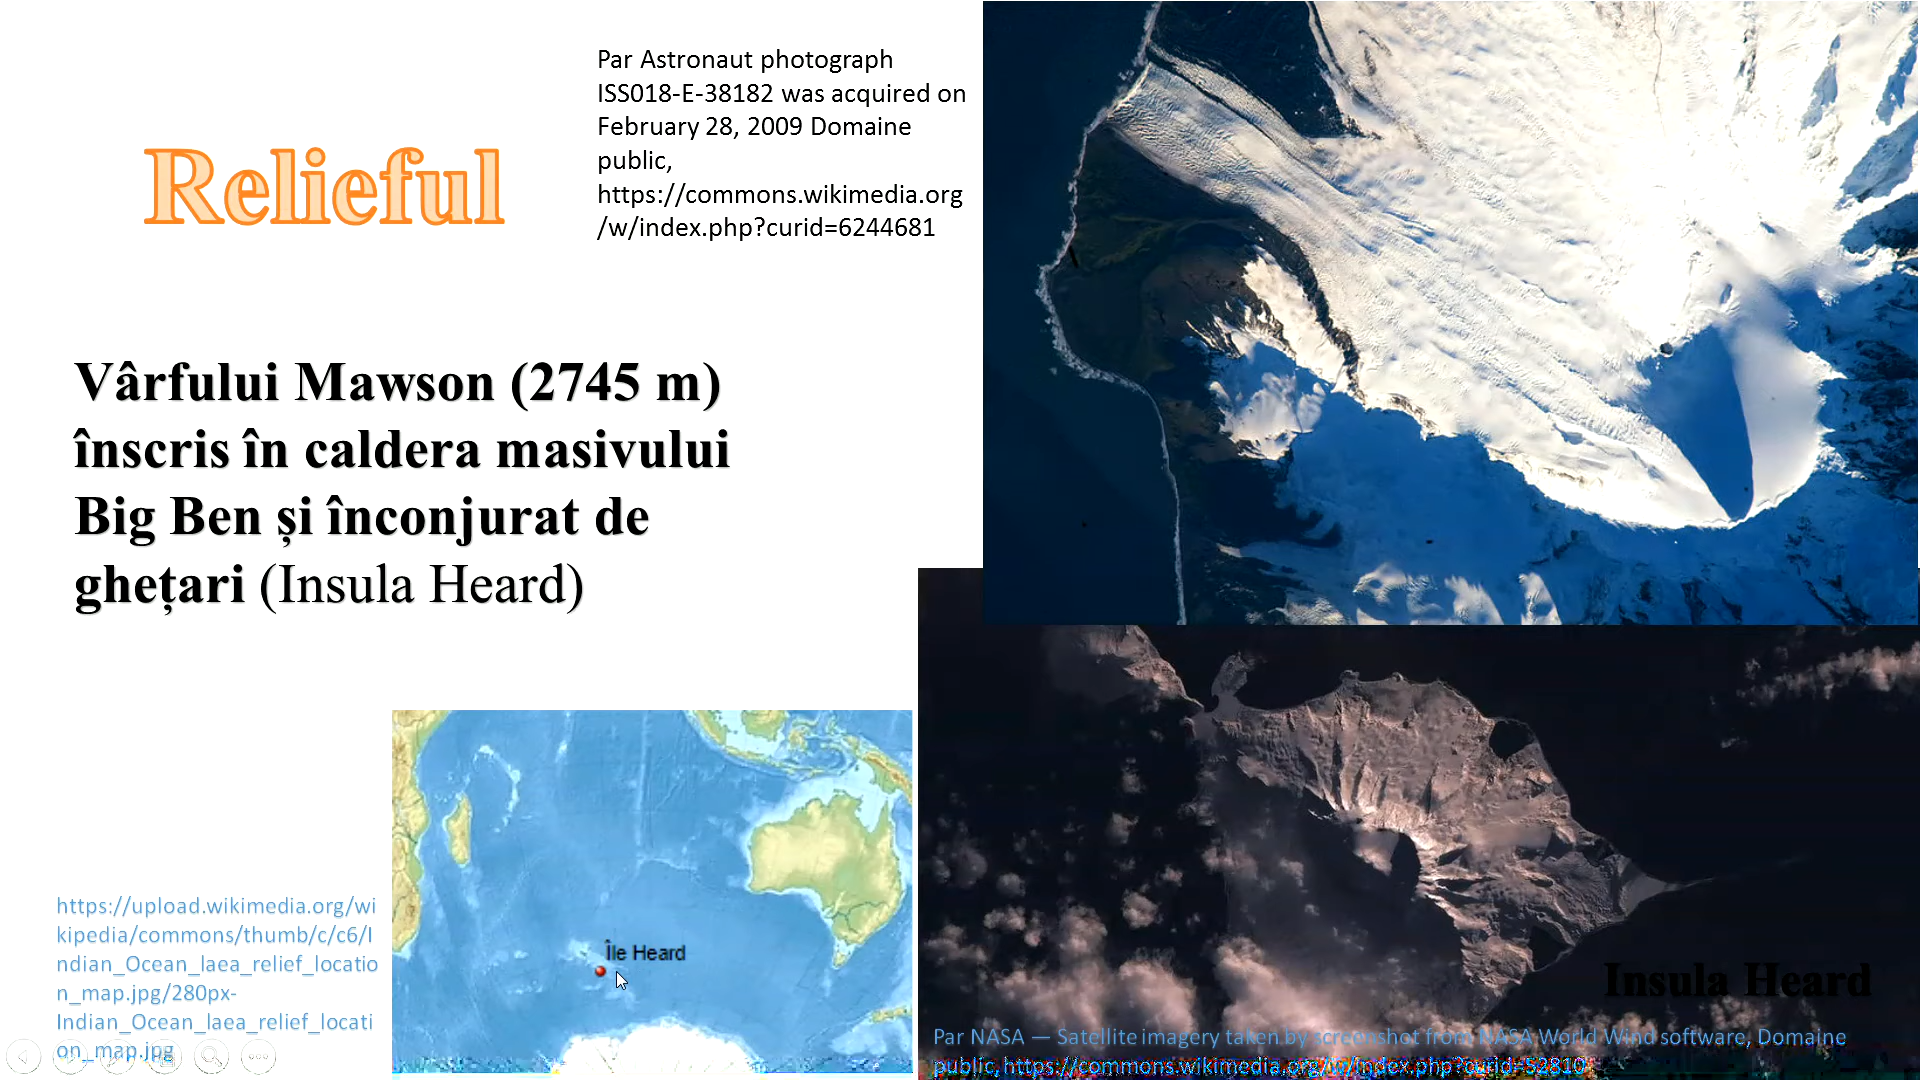 Relieful
Par Astronaut photograph
ISS018-E-38182 was acquired on
February 28, 2009 Domaine
public,
https://commons.wikimedia.org
/w/index.php?curid=6244681
Vârfului Mawson (2745 m)
înscris în caldera masivului
Big Ben și înconjurat de
ghețari (Insula Heard)
Île Heard
https://upload.wikimedia.org/wi
kipedia/commons/thumb/c/c6/I
ndian_Ocean_laea_relief_locatio
n_map.jpg/280px-
Indian_Ocean_laea_relief_locati
on_map.jpg
Insula Heard
Par NASA — Satellite imagery taken by screenshot from NASA World Wind software, Domaine
public, https://commons.wikimedia.org/w/index.php?curid=52810